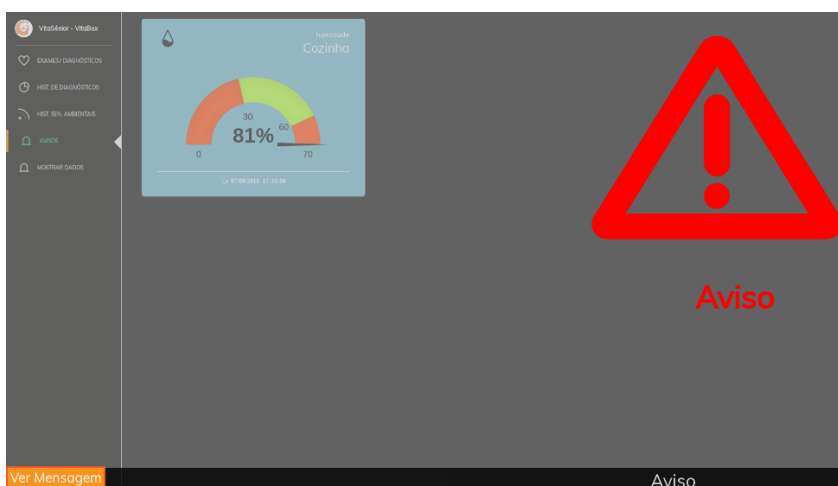 VitaSénior - VitaBox
EXAMES/DIAGNÓSTICOS
HIST. DE DIAGNÓSTICOS
HIST. SEN. AMBIENTAIS
AVISOS
MOSTRAR DADOS
humidade
Cozinha
30
60
81%
0
70
Aviso
Ver Mensagem
Aviso